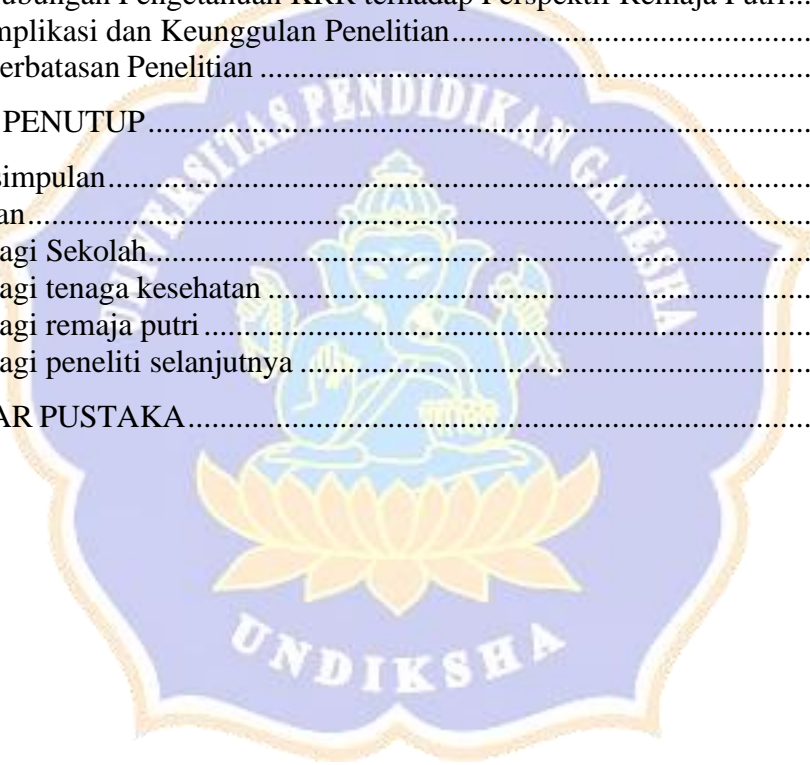 ubungan Pengetahuan KRR terhadap Perspektif Remaja Putri...
mplikasi dan Keunggulan Penelitian..................................................
erbatasan Penelitian ..........................................................................
PENUTUP.........................................................................................
simpulan...........................................................................................
an.....................................................................................................
agi Sekolah.......................................................................................
agi tenaga kesehatan ........................................................................
agi remaja putri.................................................................................
agi peneliti selanjutnya ....................................................................
AR PUSTAKA...................................................................................
UNIVERSITAS PENDIDIKAN GANESHA
UNDIKSHA